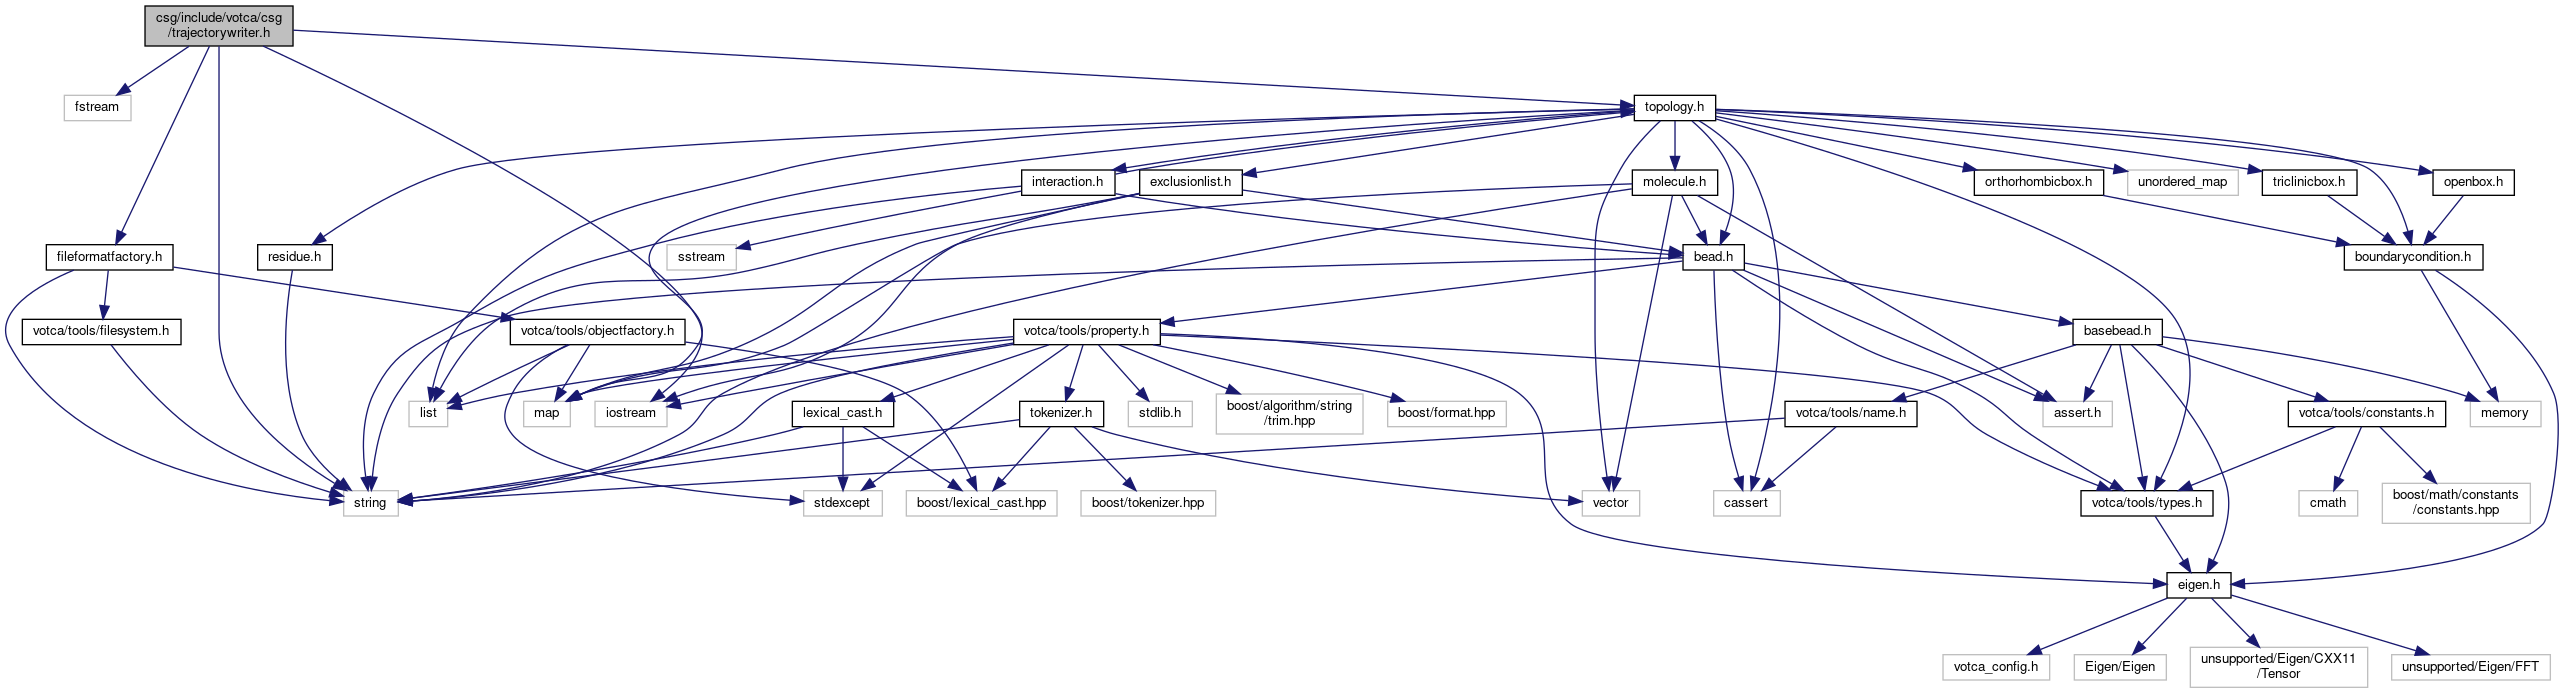 csg/include/votca/csg
/trajectorywriter.h
fstream
topology.h
interaction.h
exclusionlist.h
molecule.h
orthorhombicbox.h
unordered_map
triclinicbox.h
openbox.h
fileformatfactory.h
residue.h
sstream
bead.h
boundarycondition.h
votca/tools/filesystem.h
votca/tools/objectfactory.h
votca/tools/property.h
basebead.h
list
map
iostream
lexical_cast.h
tokenizer.h
stdlib.h
boost/algorithm/string
/trim.hpp
boost/format.hpp
votca/tools/name.h
assert.h
votca/tools/constants.h
memory
string
stdexcept
boost/lexical_cast.hpp
boost/tokenizer.hpp
vector
cassert
votca/tools/types.h
cmath
boost/math/constants
/constants.hpp
eigen.h
votca_config.h
Eigen/Eigen
unsupported/Eigen/CXX11
/Tensor
unsupported/Eigen/FFT